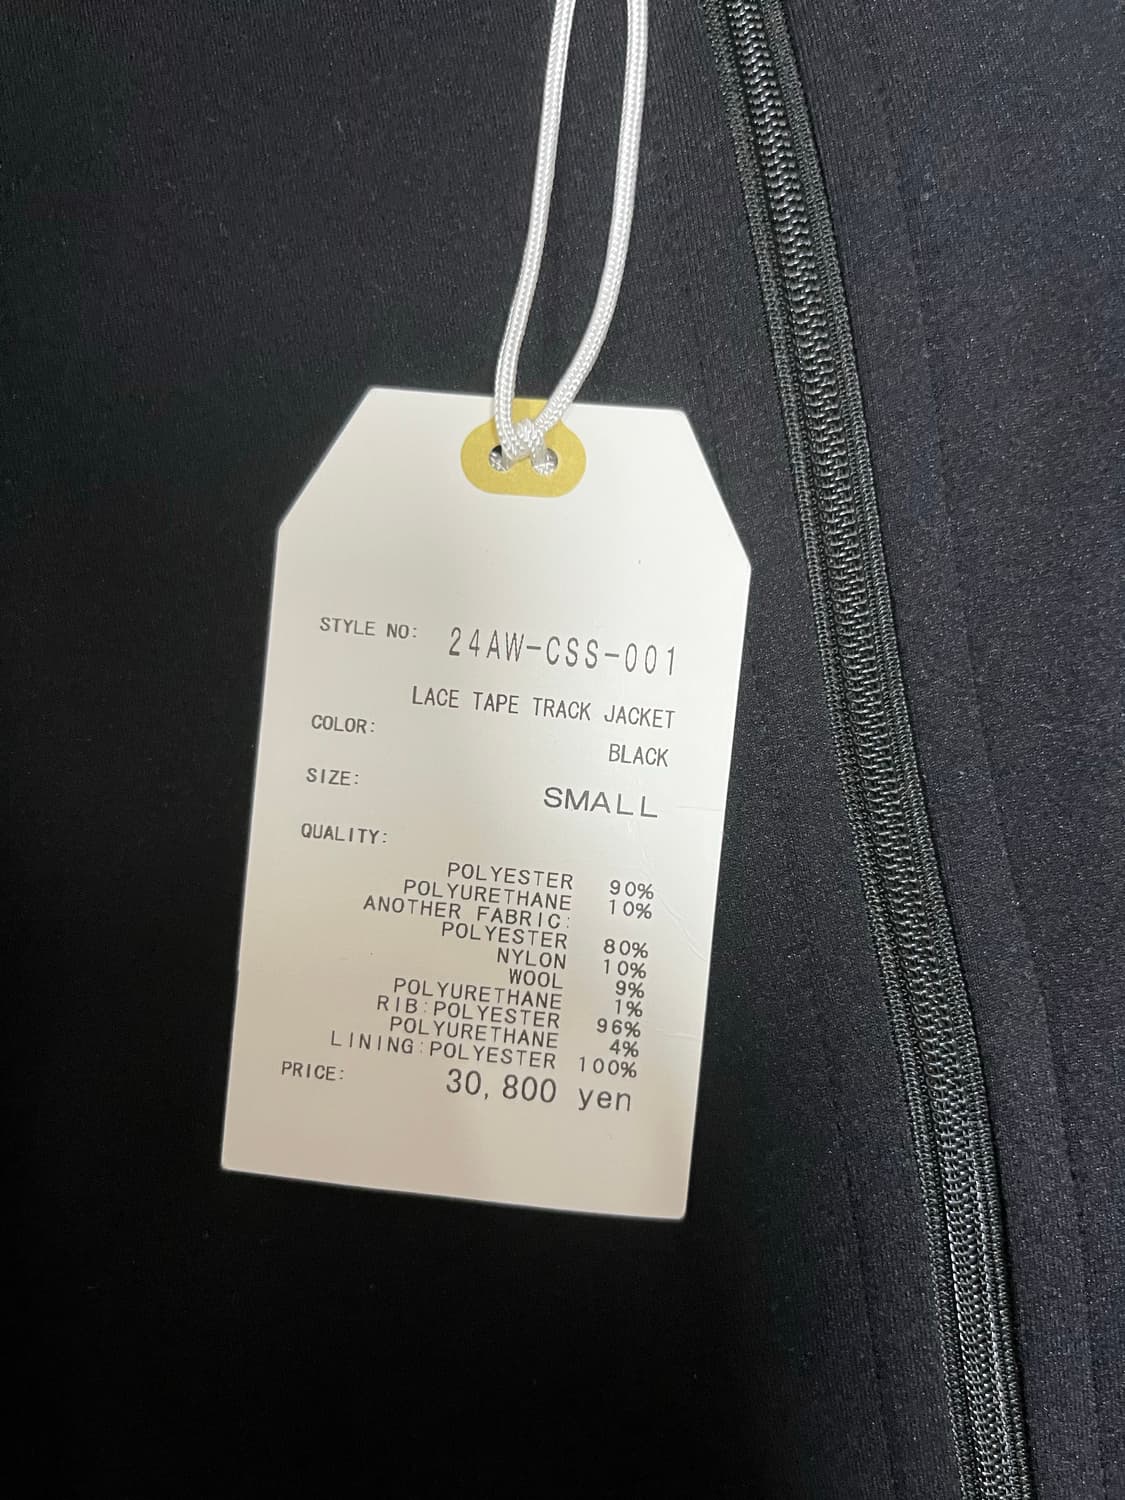 STYLE NO: 24AW-CSS-001
LACE TAPE TRACK JACKET
COLOR: BLACK
SIZE: SMALL
QUALITY:
POLYESTER 90%
POLYURETHANE 10%
ANOTHER FABRIC:
POLYESTER 80%
NYLON 10%
WOOL 9%
POLYURETHANE 1%
RIB:POLYESTER 96%
POLYURETHANE 4%
LINING:POLYESTER 100%
PRICE: 30,800 yen